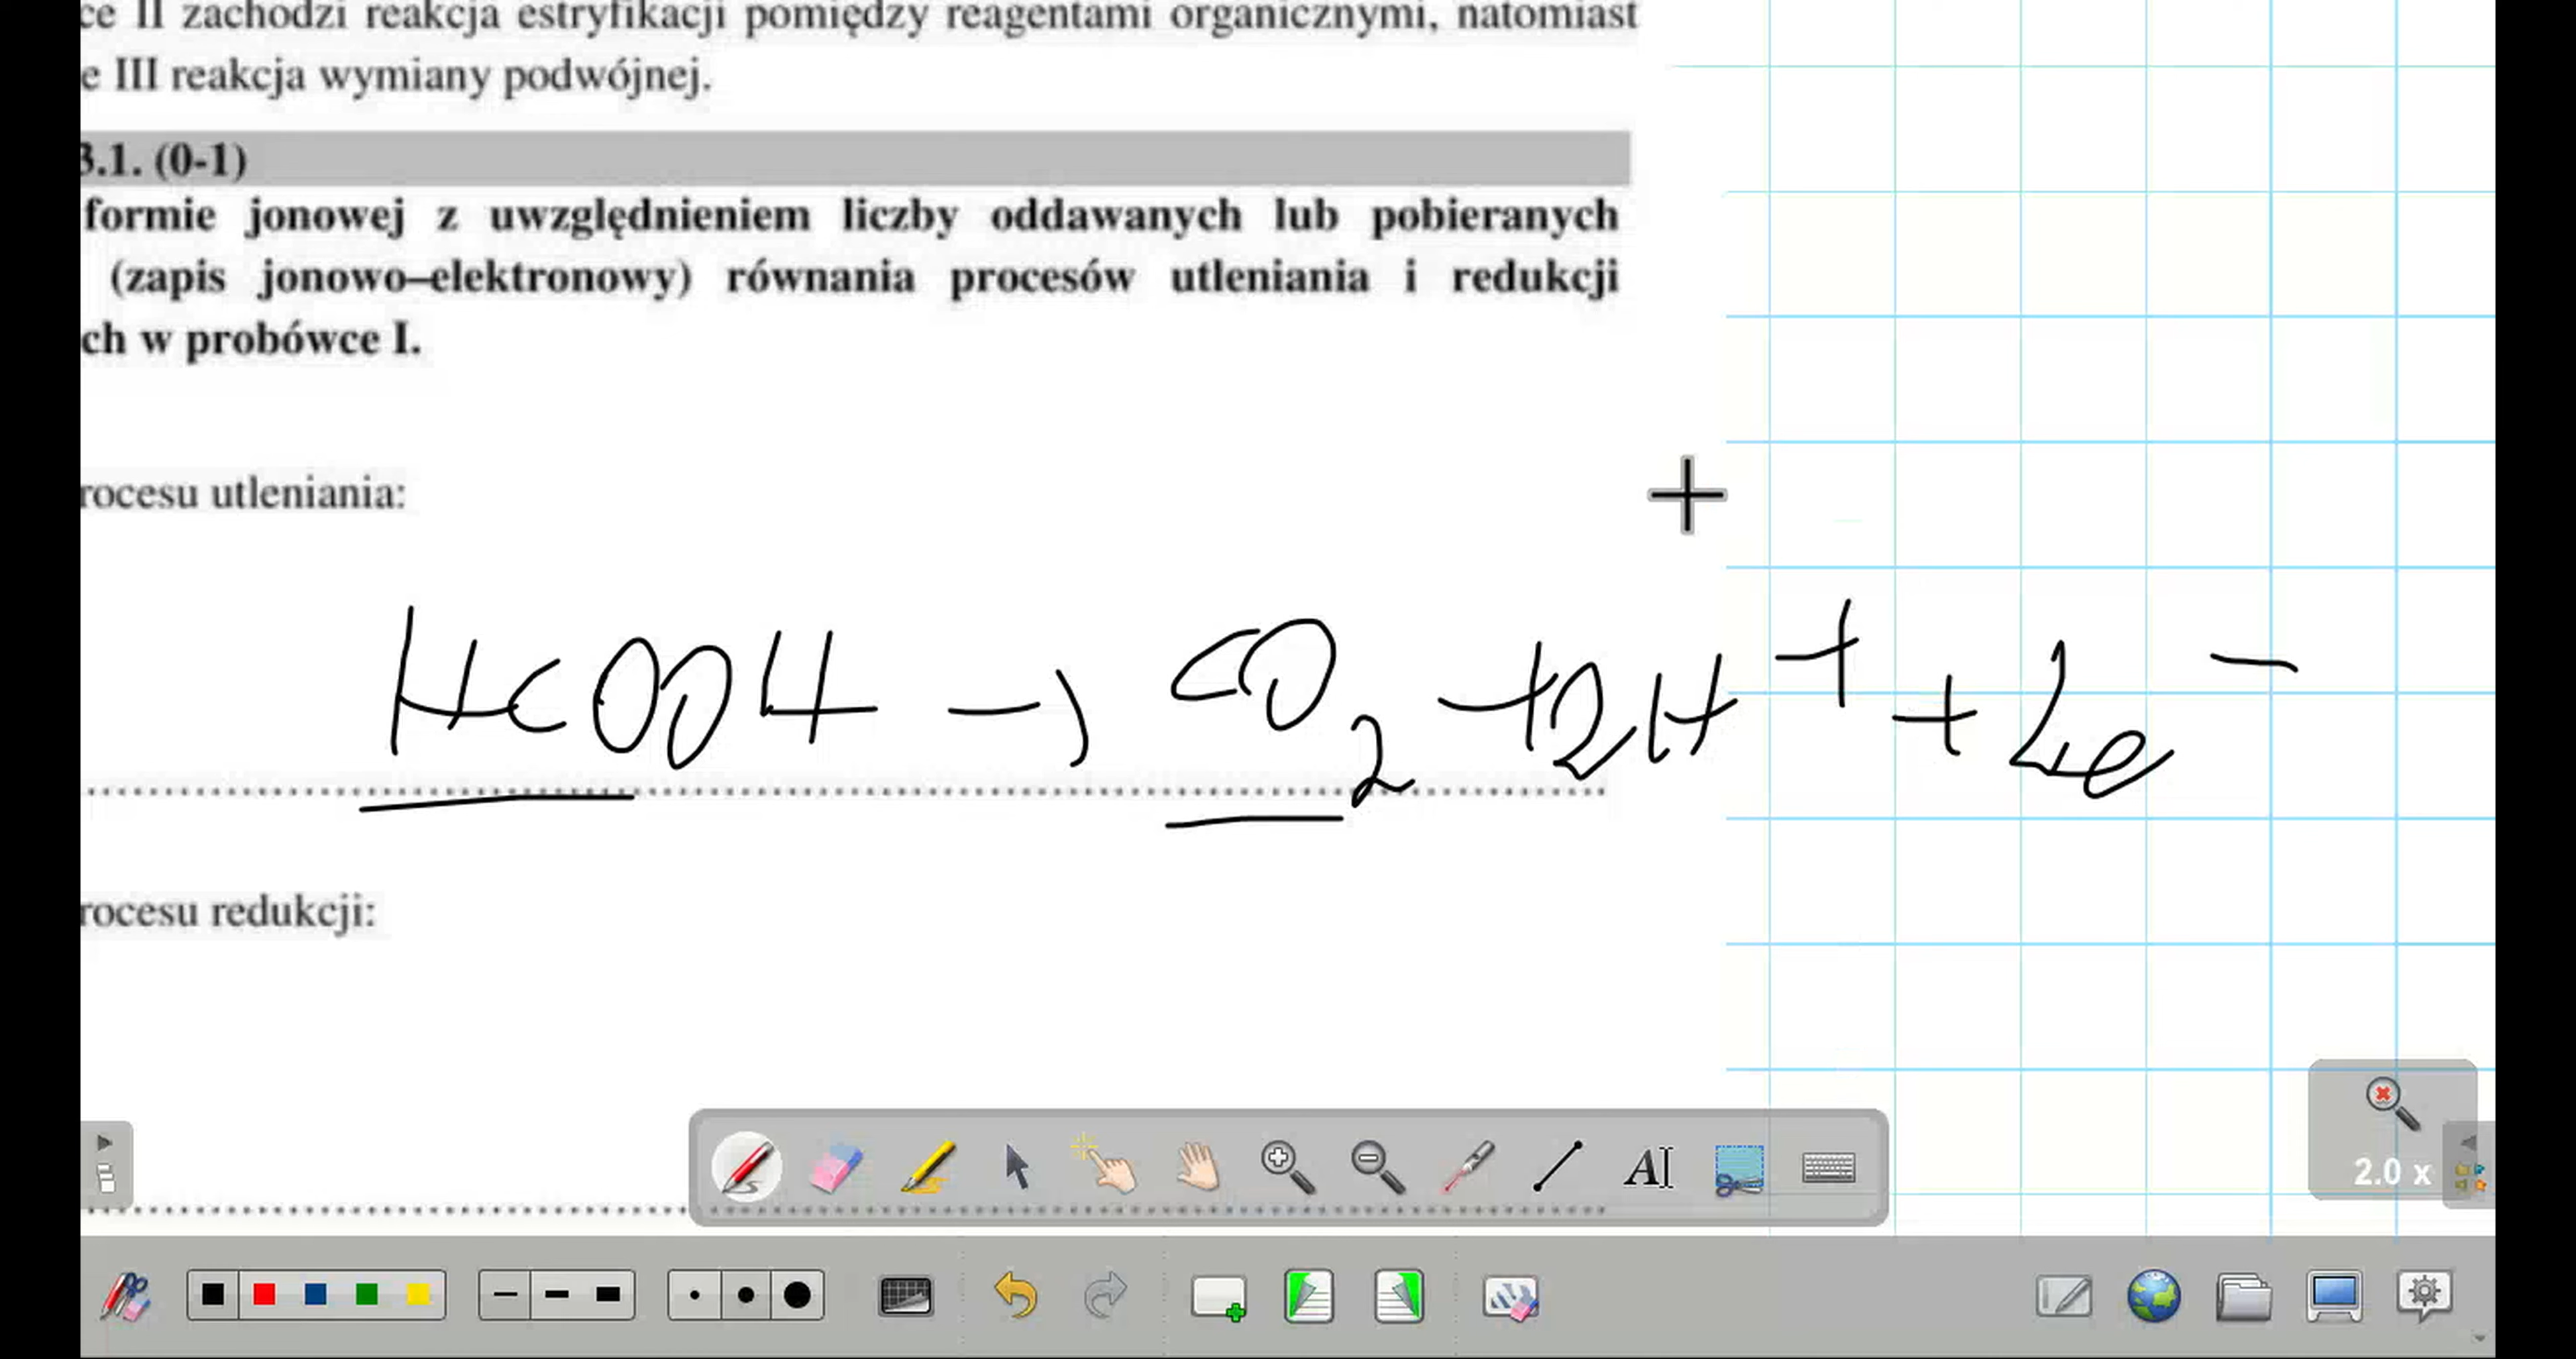 ce II zachodzi reakcja estryfikacji pomiędzy reagentami organicznymi, natomiast
e III reakcja wymiany podwójnej.
3.1. (0-1)
formie jonowej z uwzględnieniem liczby oddawanych lub pobieranych
(zapis jonowo–elektronowy) równania procesów utleniania i redukcji
ch w probówce I.
rocesu utleniania:
HCOOH → CO2 + 2H+ + 2e−
rocesu redukcji:
2.0 x